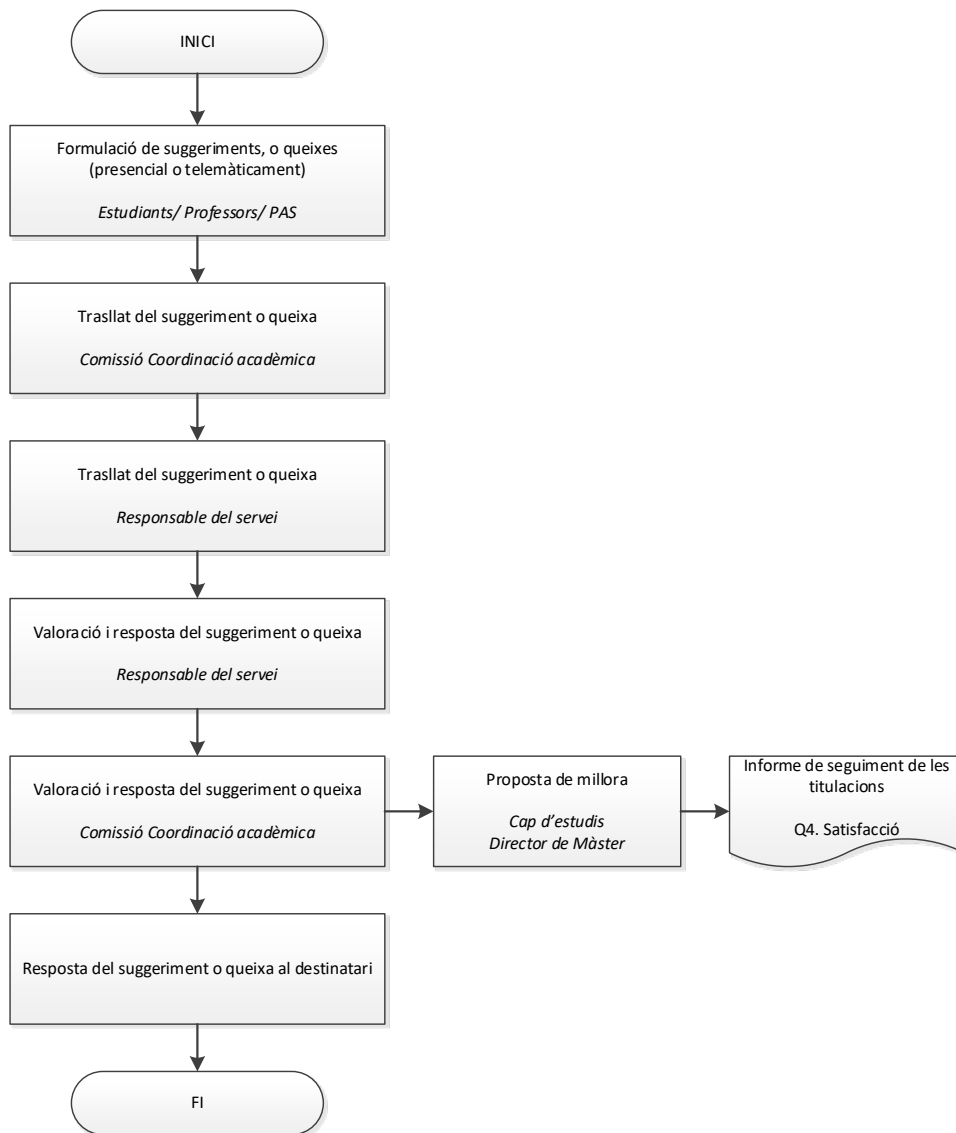 INICI
Formulació de suggeriments, o queixes
(presencial o telemàticament)
Estudiants/ Professors/ PAS
Trasllat del suggeriment o queixa
Comissió Coordinació acadèmica
Trasllat del suggeriment o queixa
Responsable del servei
Valoració i resposta del suggeriment o queixa
Responsable del servei
Valoració i resposta del suggeriment o queixa
Comissió Coordinació acadèmica
Proposta de millora
Cap d’estudis
Director de Màster
Informe de seguiment de les
titulacions
Q4. Satisfacció
Resposta del suggeriment o queixa al destinatari
FI